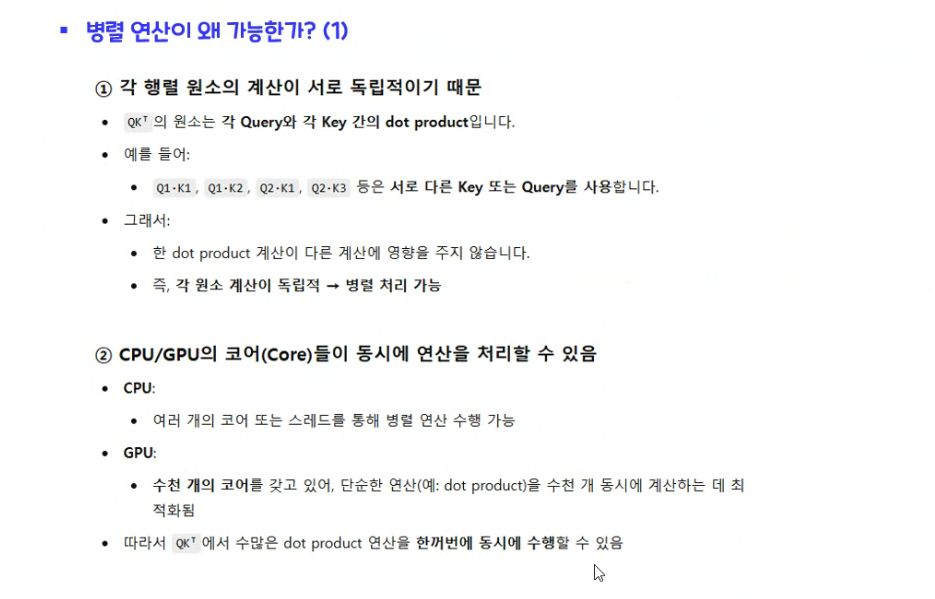 ▪ 병렬 연산이 왜 가능한가? (1)
① 각 행렬 원소의 계산이 서로 독립적이기 때문
• QKᵀ의 원소는 각 Query와 각 Key 간의 dot product입니다.
• 예를 들어:
• Q1·K1, Q1·K2, Q2·K1, Q2·K3 등은 서로 다른 Key 또는 Query를 사용합니다.
• 그래서:
• 한 dot product 계산이 다른 계산에 영향을 주지 않습니다.
• 즉, 각 원소 계산이 독립적 → 병렬 처리 가능
② CPU/GPU의 코어(Core)들이 동시에 연산을 처리할 수 있음
• CPU:
• 여러 개의 코어 또는 스레드를 통해 병렬 연산 수행 가능
• GPU:
• 수천 개의 코어를 갖고 있어, 단순한 연산(예: dot product)을 수천 개 동시에 계산하는 데 최
적화됨
• 따라서 QKᵀ에서 수많은 dot product 연산을 한꺼번에 동시에 수행할 수 있음